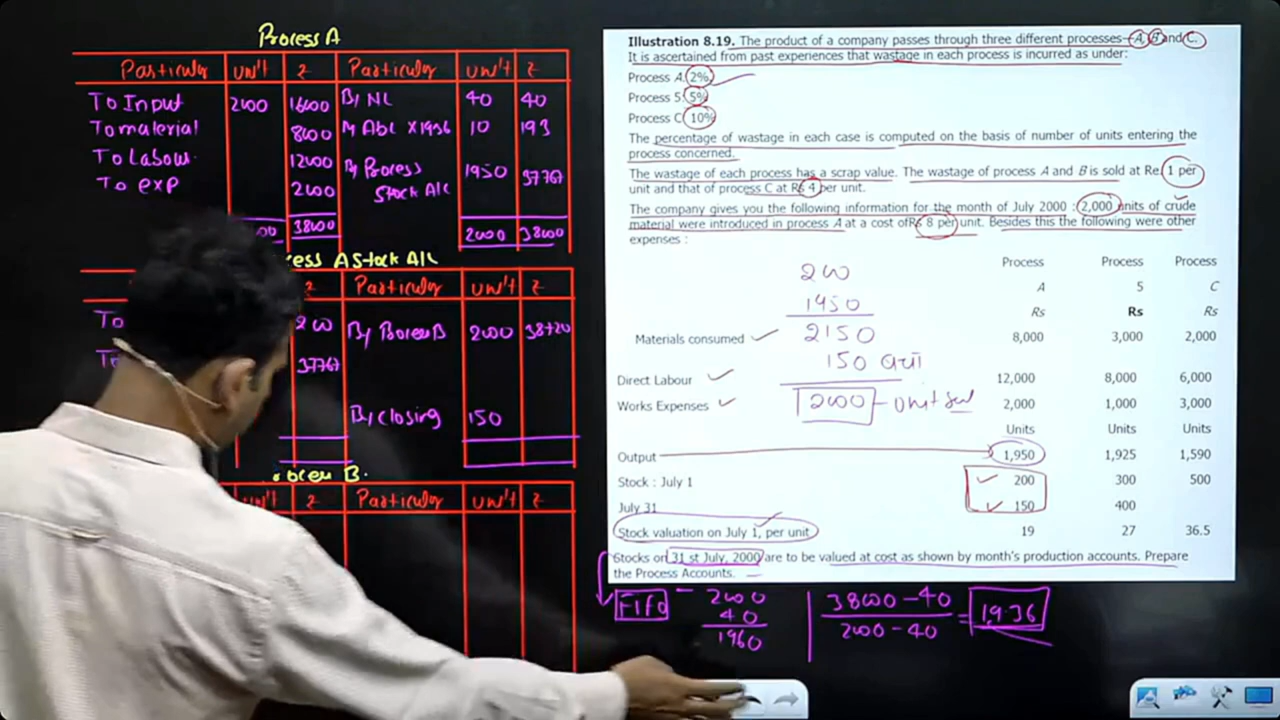 Process A
Particular Unit ₹ Particular Unit ₹
To Input 2000 16000 By NL 40 40
To material 8000 By Abl x1936 10 193
To Labour 12000 By Process Stock A/c 1950 37767
To exp 2000
38000 2000 38000
A Stock A/c
₹ Particular Unit ₹
To 200 By Process B 2000 38720
37767
By Closing 150
B.
Unit ₹ Particular Unit ₹
Illustration 8.19. The product of a company passes through three different processes—A, B and C.
It is ascertained from past experiences that wastage in each process is incurred as under:
Process A: 2%
Process 5: 5%
Process C: 10%
The percentage of wastage in each case is computed on the basis of number of units entering the
process concerned.
The wastage of each process has a scrap value. The wastage of process A and B is sold at Re. 1 per
unit and that of process C at Rs 4 per unit.
The company gives you the following information for the month of July 2000 : 2,000 units of crude
material were introduced in process A at a cost ofRs 8 per unit. Besides this the following were other
expenses :
Process Process Process
A 5 C
Rs Rs Rs
Materials consumed 8,000 3,000 2,000
Direct Labour 12,000 8,000 6,000
Works Expenses 2,000 1,000 3,000
Units Units Units
Output 1,950 1,925 1,590
Stock : July 1 200 300 500
July 31 150 400
Stock valuation on July 1, per unit 19 27 36.5
Stocks on 31 st July, 2000 are to be valued at cost as shown by month's production accounts. Prepare
the Process Accounts.
200
1950
2150
150
2000 - Unit
FIFO
2000
40
1960
38000 - 40
2000 - 40
= 19.36